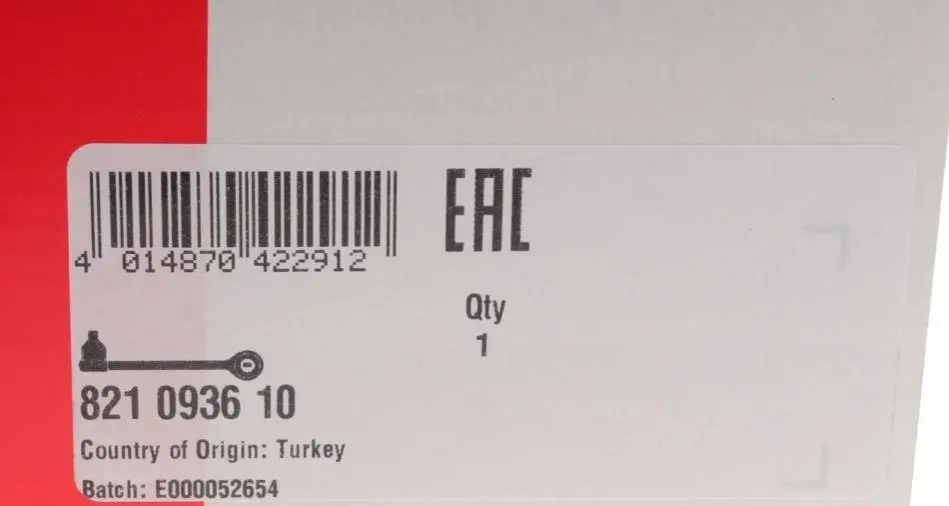 4 014870 422912
EAC
Qty
1
821 0936 10
Country of Origin: Turkey
Batch: E000052654